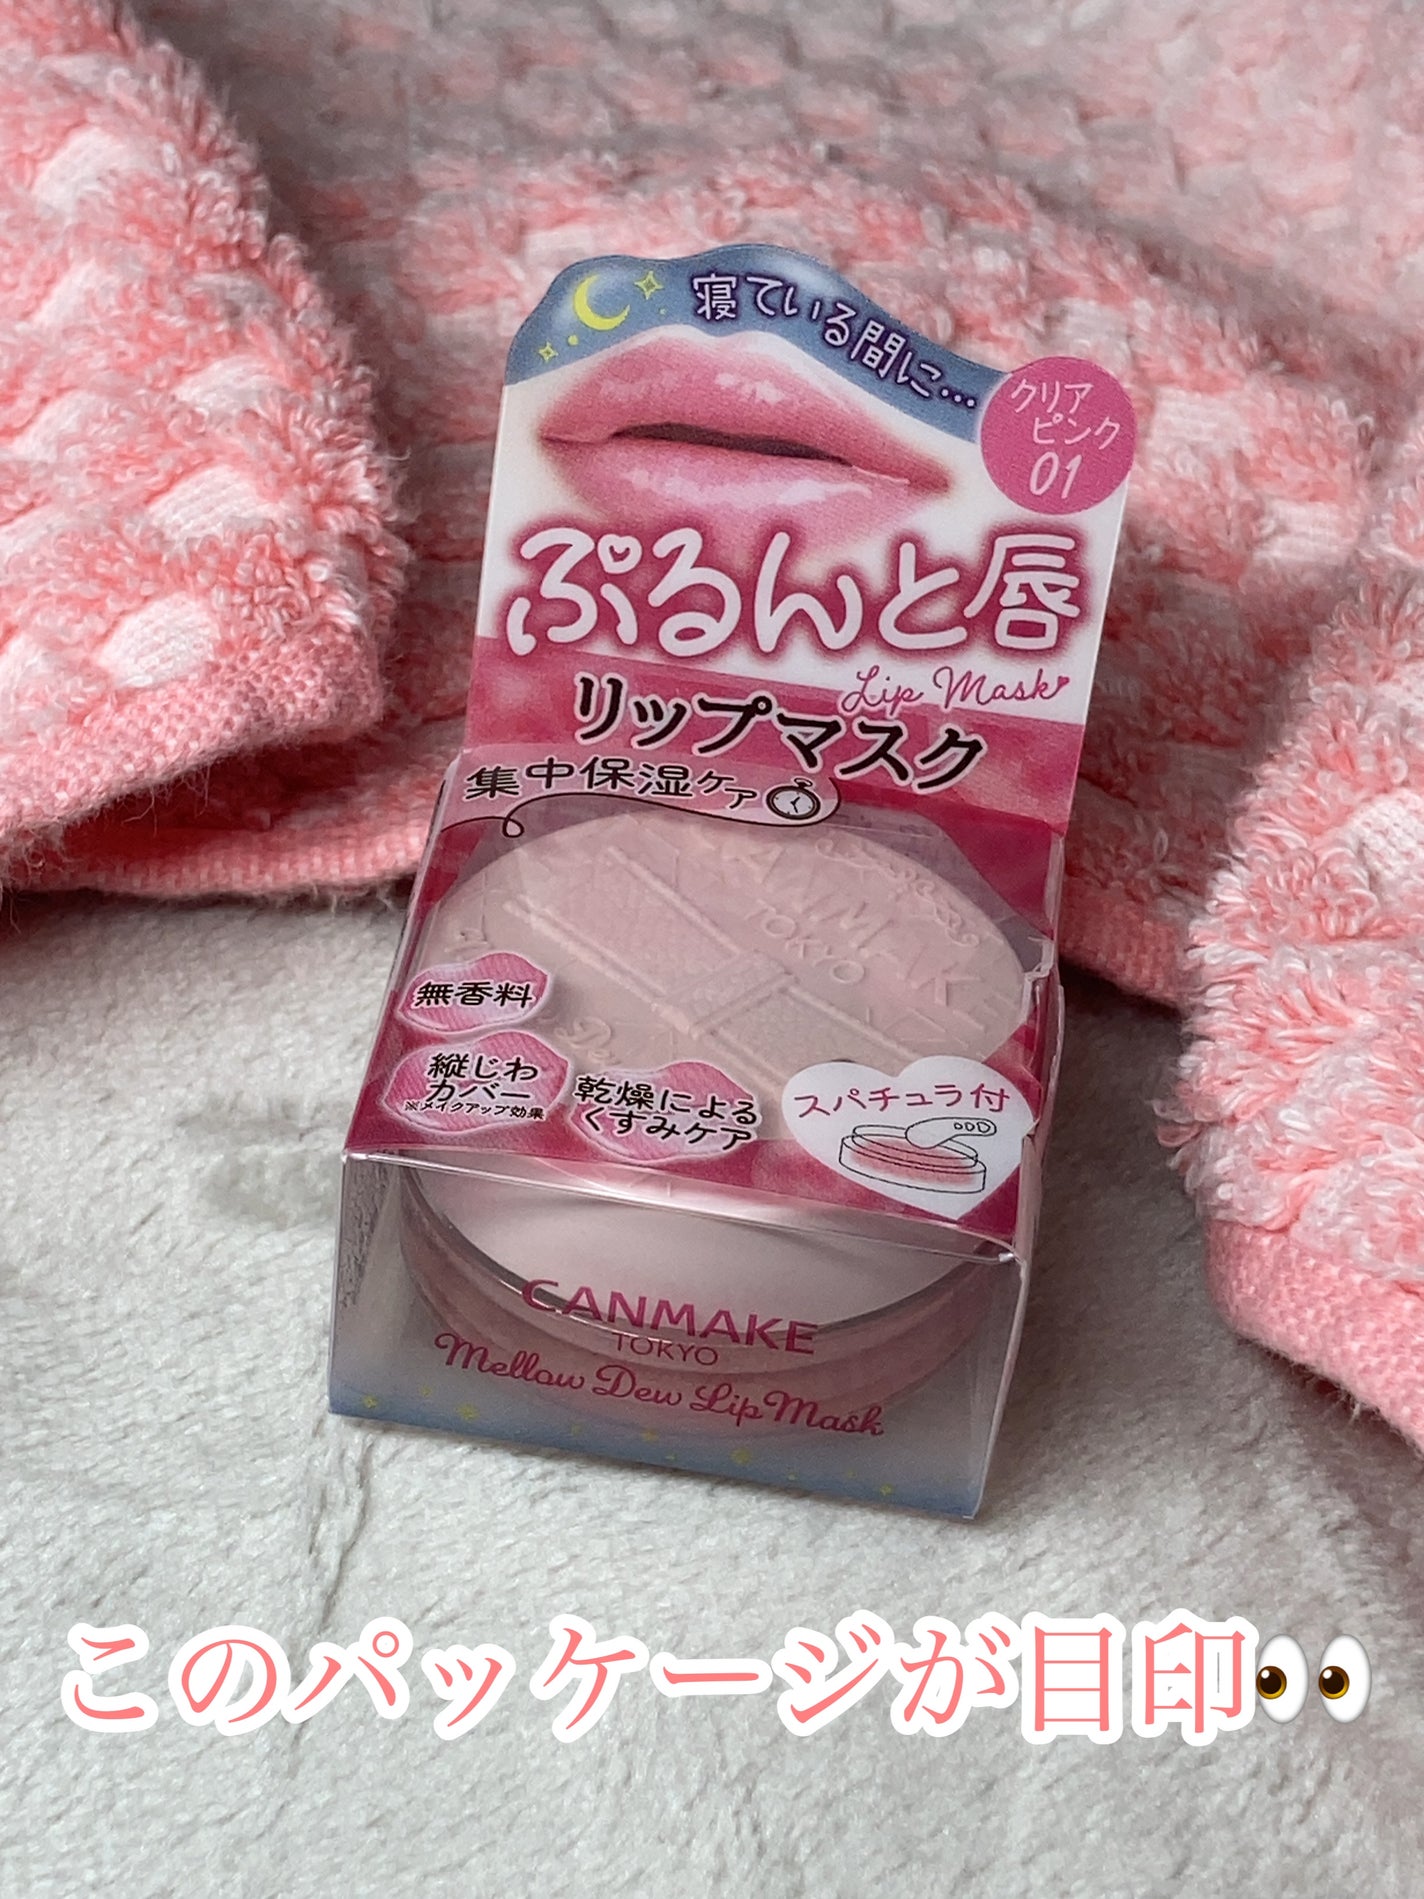 寝ている間に…
クリア
ピンク
01
ぷるんと唇
Lip Mask
リップマスク
集中保湿ケア
CANMAKE
TOKYO
無香料
縦じわ
カバー
※メイクアップ効果
乾燥による
くすみケア
スパチュラ付
CANMAKE
TOKYO
Mellow Dew Lip Mask
このパッケージが目印👀